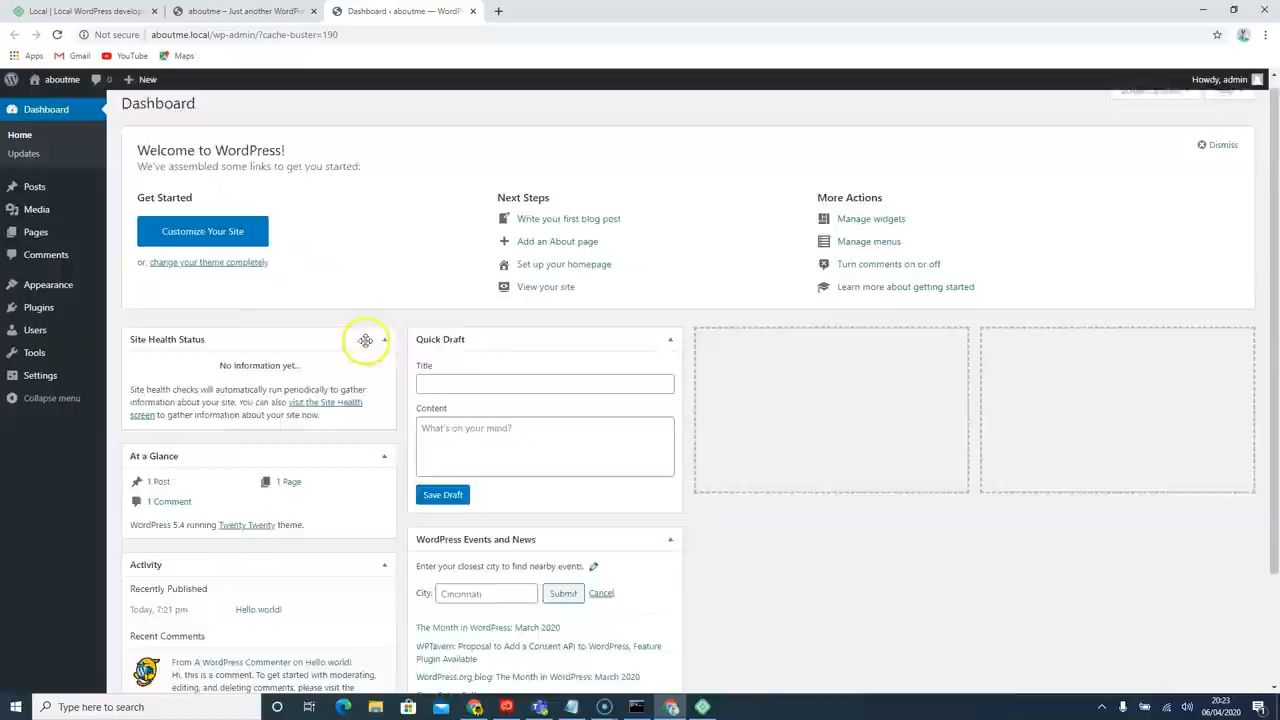 Local | Local WordPress develop
aboutme – Just another WordPr
Dashboard ‹ aboutme — WordP
Not secure
aboutme.local/wp-admin/?cache-buster=190
Apps
Gmail
YouTube
Maps
aboutme
0
New
Howdy, admin
Dashboard
Home
Updates
Posts
Media
Pages
Comments
Appearance
Plugins
Users
Tools
Settings
Collapse menu
Dashboard
Welcome to WordPress!
We've assembled some links to get you started:
Dismiss
Get Started
Customize Your Site
or, change your theme completely
Next Steps
Write your first blog post
Add an About page
Set up your homepage
View your site
More Actions
Manage widgets
Manage menus
Turn comments on or off
Learn more about getting started
Site Health Status
No information yet...
Site health checks will automatically run periodically to gather
information about your site. You can also visit the Site Health
screen to gather information about your site now.
At a Glance
1 Post
1 Page
1 Comment
WordPress 5.4 running Twenty Twenty theme.
Activity
Recently Published
Today, 7:21 pm
Hello world!
Recent Comments
From A WordPress Commenter on Hello world!
Hi, this is a comment. To get started with moderating,
editing, and deleting comments, please visit the
Quick Draft
Title
Content
What's on your mind?
Save Draft
WordPress Events and News
Enter your closest city to find nearby events.
City:
Cincinnati
Submit
Cancel
The Month in WordPress: March 2020
WPTavern: Proposal to Add a Consent API to WordPress, Feature
Plugin Available
WordPress.org blog: The Month in WordPress: March 2020
Type here to search
20:23
06/04/2020